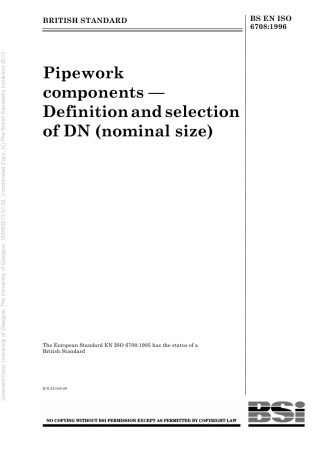 BRITISH STANDARD
BS EN ISO
6708:1996
Pipework
components —
Definition and selection
of DN (nominal size)
The European Standard EN ISO 6708:1995 has the status of a
British Standard
NO COPYING WITHOUT BSI PERMISSION EXCEPT AS PERMITTED BY COPYRIGHT LAW
BSi